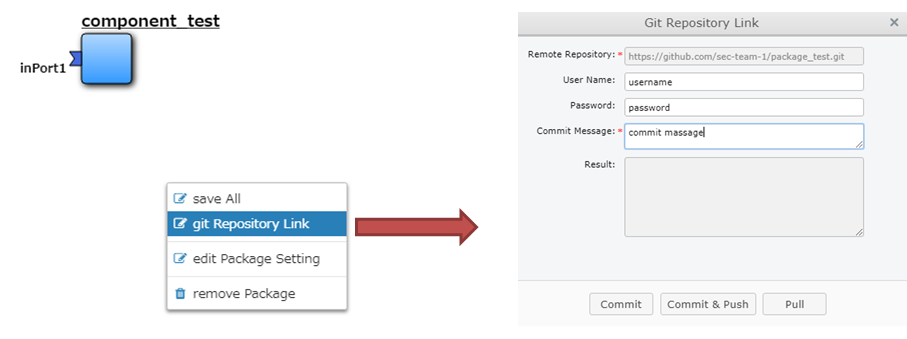 component_test
inPort1
save All
git Repository Link
edit Package Setting
remove Package
Git Repository Link ×
Remote Repository: * https://github.com/sec-team-1/package_test.git
User Name: username
Password: password
Commit Message: * commit massage
Result:
Commit Commit & Push Pull